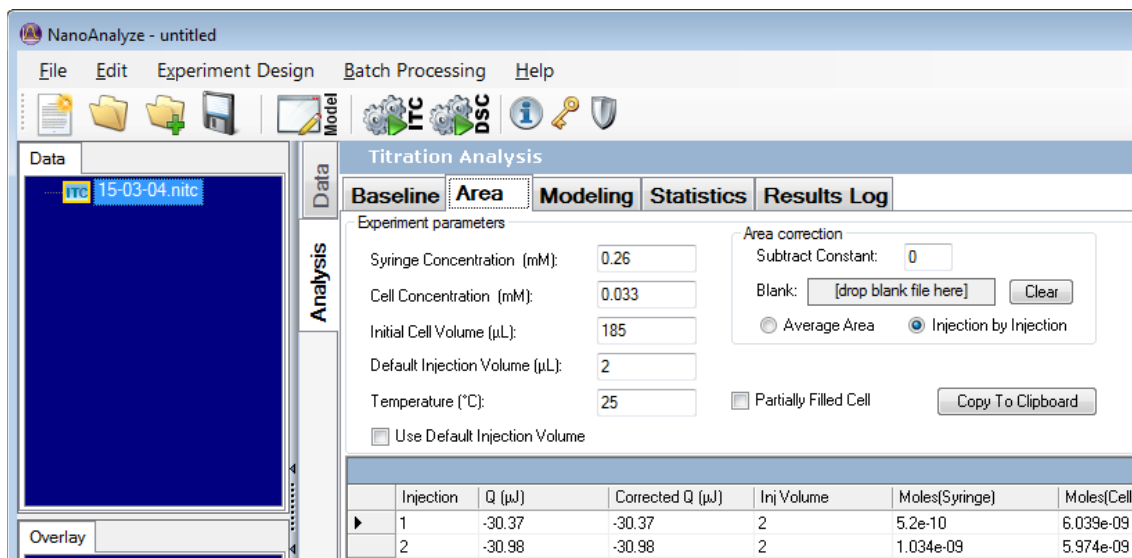 NanoAnalyze - untitled
File Edit Experiment Design Batch Processing Help
Model ITC DSC
Data
ITC 15-03-04.nitc
Overlay
Data
Analysis
Titration Analysis
Baseline Area Modeling Statistics Results Log
Experiment parameters
Syringe Concentration (mM): 0.26
Cell Concentration (mM): 0.033
Initial Cell Volume (µL): 185
Default Injection Volume (µL): 2
Temperature (°C): 25
Use Default Injection Volume
Area correction
Subtract Constant: 0
Blank: [drop blank file here] Clear
Average Area Injection by Injection
Partially Filled Cell Copy To Clipboard
Injection Q (µJ) Corrected Q (µJ) Inj Volume Moles(Syringe) Moles(Cell
1 -30.37 -30.37 2 5.2e-10 6.039e-09
2 -30.98 -30.98 2 1.034e-09 5.974e-09